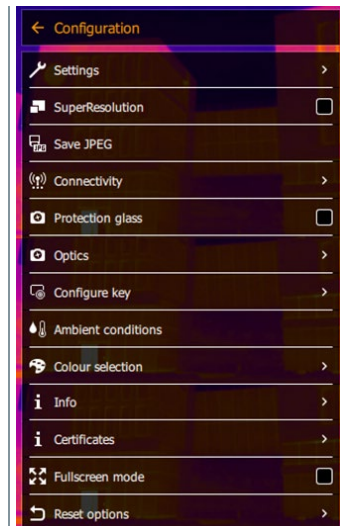 Configuration
Settings
SuperResolution
Save JPEG
Connectivity
Protection glass
Optics
Configure key
Ambient conditions
Colour selection
Info
Certificates
Fullscreen mode
Reset options